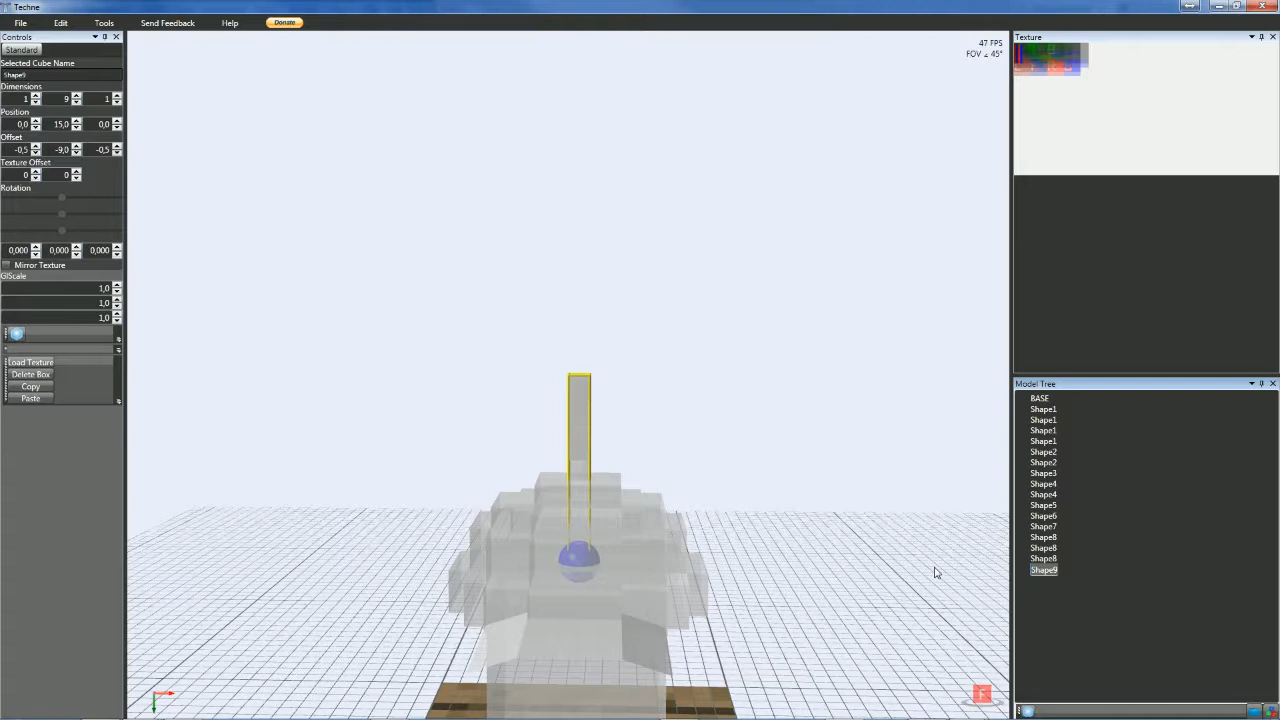 Techne
File Edit Tools Send Feedback Help Donate
Controls
Standard
Selected Cube Name
Shape9
Dimensions
1 9 1
Position
0,0 15,0 0,0
Offset
-0,5 -9,0 -0,5
Texture Offset
0 0
Rotation
0,000 0,000 0,000
Mirror Texture
GlScale
1,0
1,0
1,0
Load Texture
Delete Box
Copy
Paste
47 FPS
FOV ∠ 45°
F
Texture
Model Tree
BASE
Shape1
Shape1
Shape1
Shape1
Shape2
Shape2
Shape3
Shape4
Shape4
Shape5
Shape6
Shape7
Shape8
Shape8
Shape8
Shape9